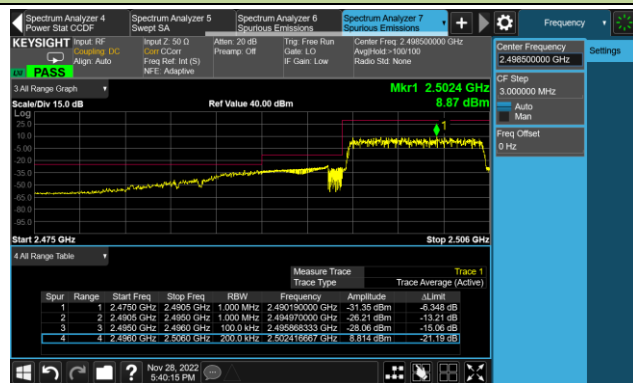 Spectrum Analyzer 4 Spectrum Analyzer 5 Spectrum Analyzer 6 Spectrum Analyzer 7 Frequency
Power Stat CCDF Swept SA Spurious Emissions Spurious Emissions
KEYSIGHT Input: RF Input Z: 50 Ω Atten: 20 dB Trig: Free Run Center Freq: 2.498500000 GHz
Coupling: DC Corr CCorr Preamp: Off Gate: LO Avg|Hold:>100/100
Align: Auto Freq Ref: Int (S) IF Gain: Low Radio Std: None
NFE: Adaptive
PASS
Center Frequency Settings
2.498500000 GHz
CF Step
3.000000 MHz
Auto
Man
Freq Offset
0 Hz
3 All Range Graph Mkr1 2.5024 GHz
Scale/Div 15.0 dB Ref Value 40.00 dBm 8.87 dBm
Log
25.0
10.0
-5.00
-20.0
-35.0
-50.0
-65.0
-80.0
-95.0
1
Start 2.475 GHz Stop 2.506 GHz
4 All Range Table
Measure Trace Trace 1
Trace Type Trace Average (Active)
Spur Range Start Freq Stop Freq RBW Frequency Amplitude ΔLimit
1 1 2.4750 GHz 2.4905 GHz 1.000 MHz 2.490190000 GHz -31.35 dBm -6.348 dB
2 2 2.4905 GHz 2.4950 GHz 1.000 MHz 2.494970000 GHz -26.21 dBm -13.21 dB
3 3 2.4950 GHz 2.4960 GHz 100.0 kHz 2.495868333 GHz -28.06 dBm -15.06 dB
4 4 2.4960 GHz 2.5060 GHz 200.0 kHz 2.502416667 GHz 8.814 dBm -21.19 dB
Nov 28, 2022
5:40:15 PM